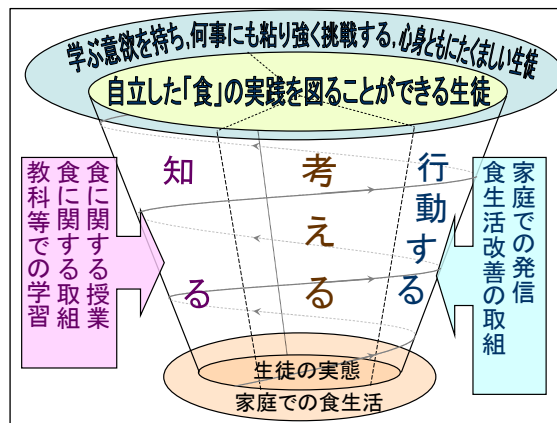 学ぶ意欲を持ち,何事にも粘り強く挑戦する,心身ともにたくましい生徒
自立した「食」の実践を図ることができる生徒
知る
考える
行動する
食に関する授業
食に関する取組
教科等での学習
家庭での発信
食生活改善の取組
生徒の実態
家庭での食生活